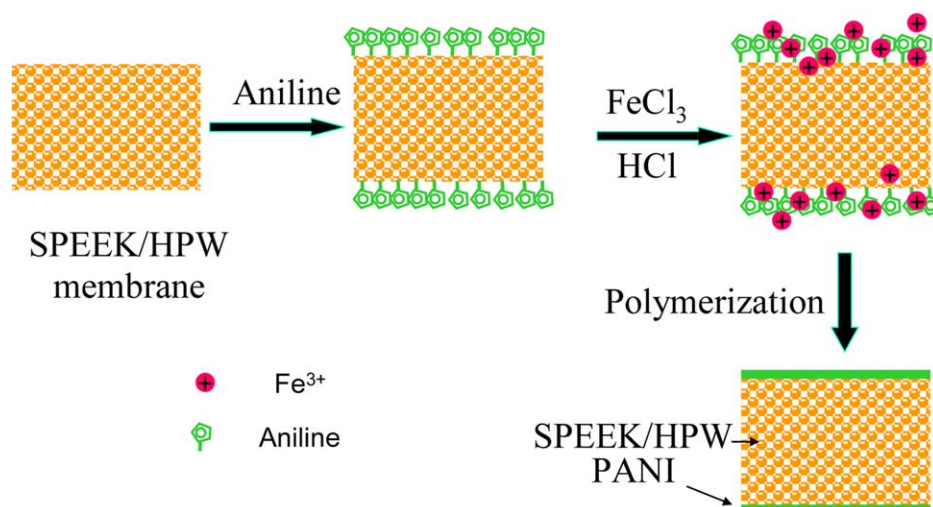 Aniline
FeCl₃
HCl
SPEEK/HPW
membrane
Polymerization
Fe³⁺
Aniline
SPEEK/HPW
PANI